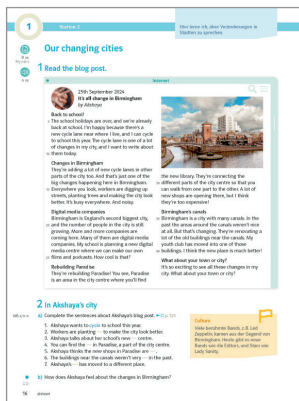 1
Station 2
Hier lerne ich, über Veränderungen in
Städten zu sprechen.
Our changing cities
1 Read the blog post.
Internet
25th September 2024
It's all change in Birmingham
by Akshaya
Back to school!
The school holidays are over, and we're already
back at school. I'm happy because there's a
new cycle lane near where I live, and I can cycle
to school this year. The cycle lane is one of a lot
of changes in my city, and I want to write about
them today.
Changes in Birmingham
They're adding a lot of new cycle lanes in other
parts of the city too. And that's just one of the
big changes happening here in Birmingham.
Everywhere you look, workers are digging up
streets, planting trees and making the city look
better. It's busy everywhere. And noisy.
Digital media companies
Birmingham is England's second biggest city,
and the number of people in the city is still
growing. More and more companies are
coming here. Many of them are digital media
companies. My school is planning a new digital
media centre where we can make our own
films and podcasts. How cool is that?
Rebuilding Paradise
They're rebuilding Paradise! You see, Paradise
is an area in the city centre where you'll find
the new library. They're connecting the
different parts of the city centre so that you
can walk from one part to the other. A lot of
new shops are opening there, but I think
they're too expensive!
Birmingham's canals
Birmingham is a city with many canals. In the
past the areas around the canals weren't nice
at all. But that's changing. They're renovating a
lot of the old buildings near the canals. My
youth club has moved into one of those
buildings. I think the new place is much better!
What about your town or city?
It's so exciting to see all these changes in my
city. What about your town or city?
2 In Akshaya's city
a) Complete the sentences about Akshaya's blog post.
1. Akshaya wants to cycle to school this year.
2. Workers are planting … to make the city look better.
3. Akshaya talks about her school's new … centre.
4. You can find the … in Paradise, a part of the city centre.
5. Akshaya thinks the new shops in Paradise are ….
6. The buildings near the canals weren't very … in the past.
7. Akshaya's … has moved to a different place.
b) How does Akshaya feel about the changes in Birmingham?
Culture
Viele berühmte Bands, z.B. Led
Zeppelin, kamen aus der Gegend von
Birmingham. Heute gibt es neue
Bands wie die Editors, und Stars wie
Lady Sanity.
16